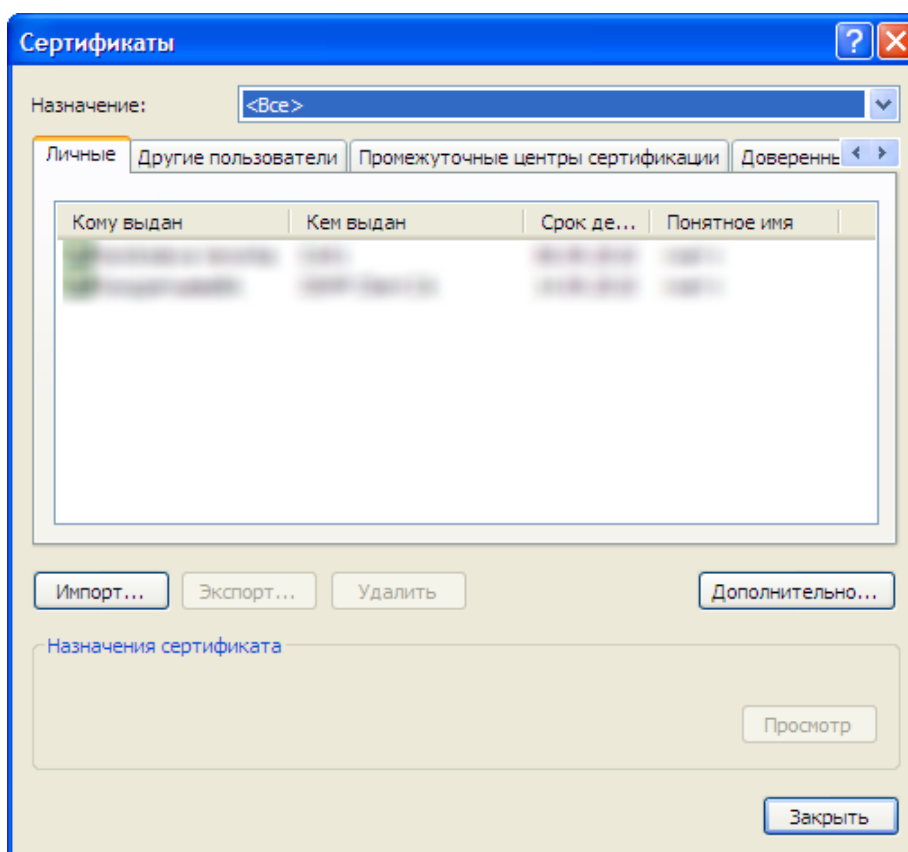 Сертификаты
Назначение: <Все>
Личные Другие пользователи Промежуточные центры сертификации Доверенны
Кому выдан Кем выдан Срок де... Понятное имя
Импорт... Экспорт... Удалить Дополнительно...
Назначения сертификата
Просмотр
Закрыть